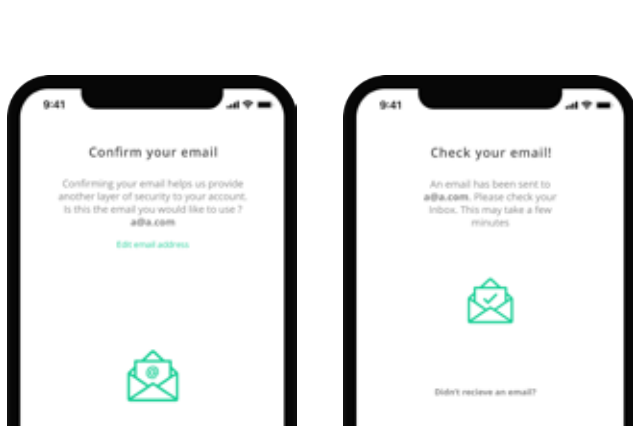 9:41
Confirm your email
Confirming your email helps us provide
another layer of security to your account.
Is this the email you would like to use ?
a@a.com
Edit email address
@
9:41
Check your email!
An email has been sent to
a@a.com. Please check your
Inbox. This may take a few
minutes
Didn't recieve an email?